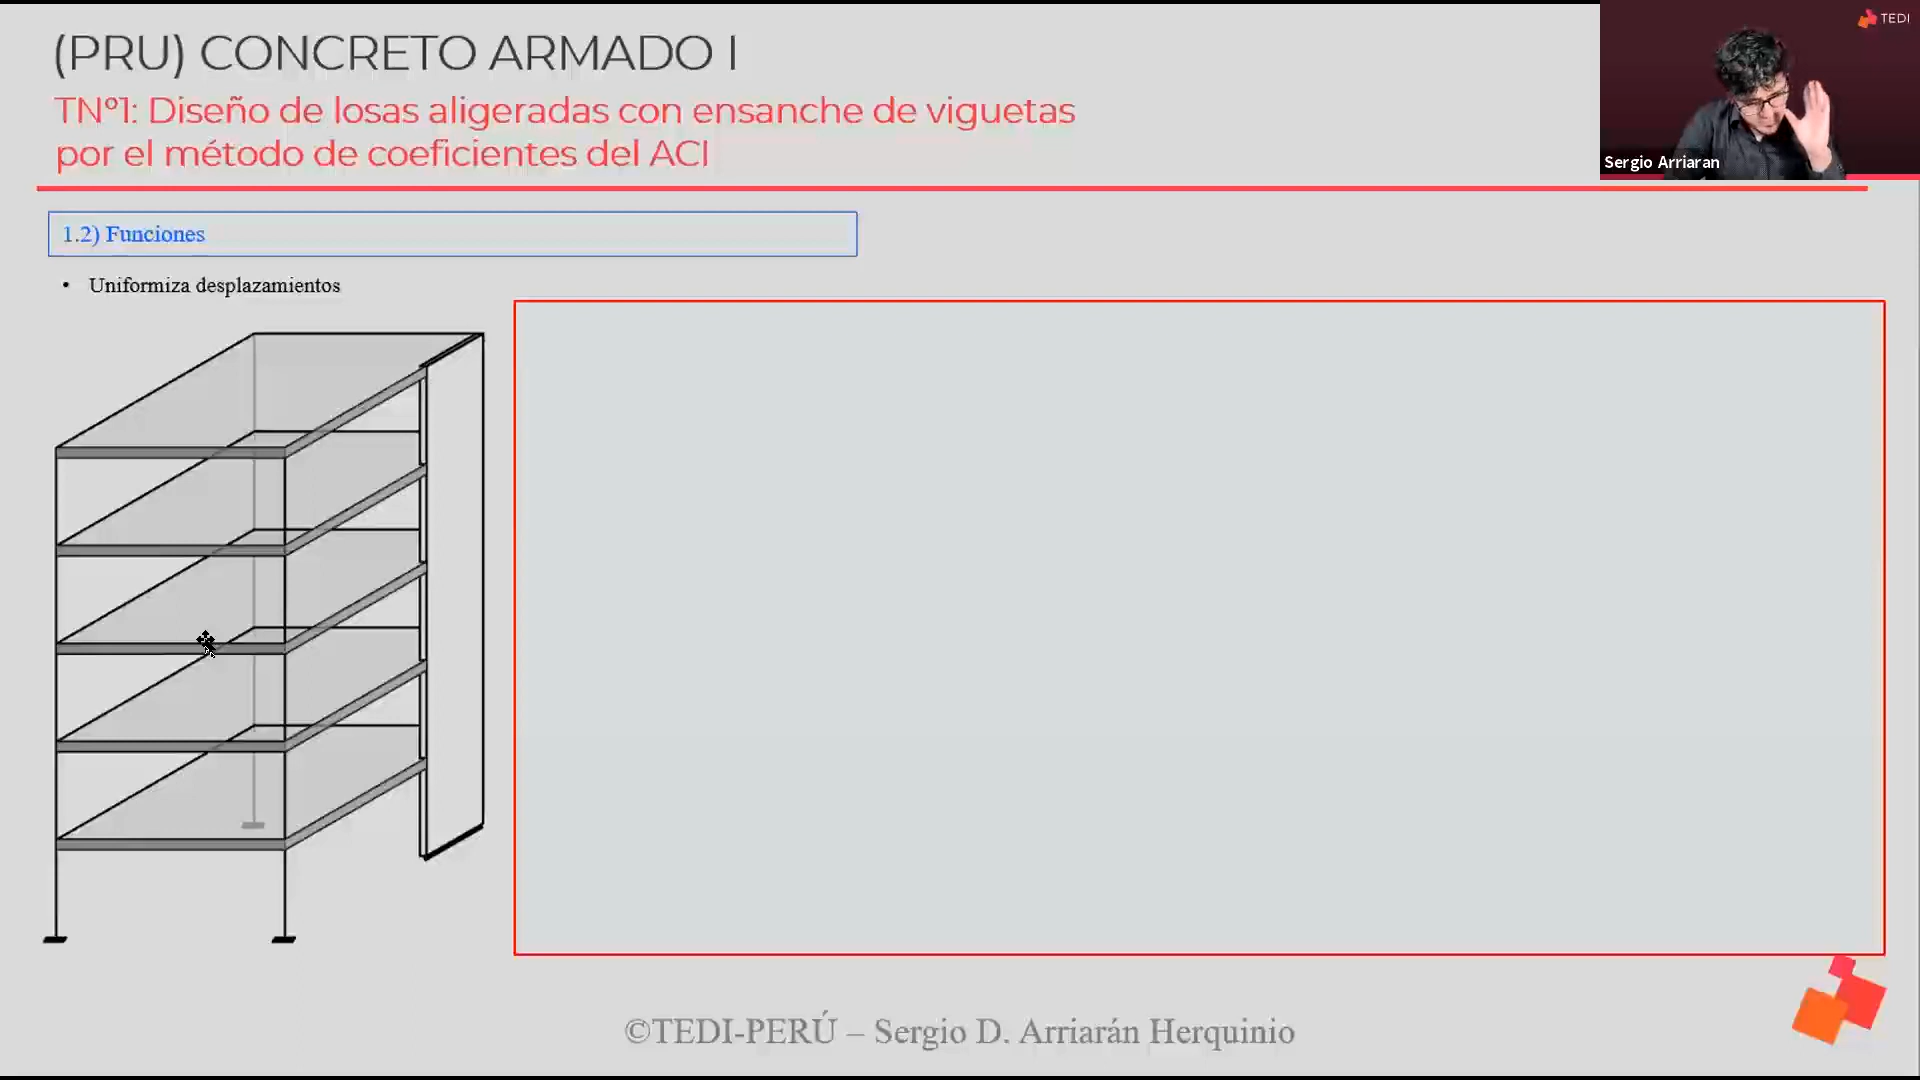 (PRU) CONCRETO ARMADO I
TEDI
TN°1: Diseño de losas aligeradas con ensanche de viguetas
por el método de coeficientes del ACI
Sergio Arriaran
1.2) Funciones
• Uniformiza desplazamientos
©TEDI-PERÚ – Sergio D. Arriarán Herquinio